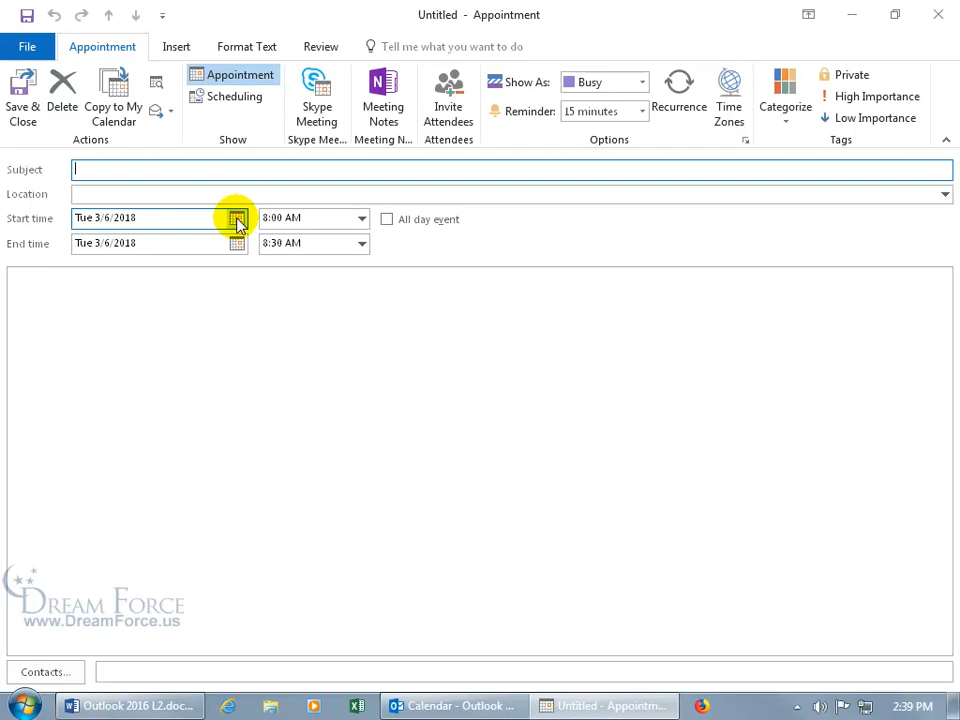 Untitled - Appointment
File Appointment Insert Format Text Review Tell me what you want to do
Save & Close
Delete
Copy to My Calendar
Actions
Appointment
Scheduling
Show
Skype Meeting
Skype Mee...
Meeting Notes
Meeting N...
Invite Attendees
Attendees
Show As: Busy
Reminder: 15 minutes
Recurrence
Time Zones
Options
Categorize
Private
High Importance
Low Importance
Tags
Subject
Location
Start time Tue 3/6/2018 8:00 AM All day event
End time Tue 3/6/2018 8:30 AM
DREAM FORCE
www.DreamForce.us
Contacts...
Outlook 2016 L2.doc... Calendar - Outlook ... Untitled - Appointm... 2:39 PM